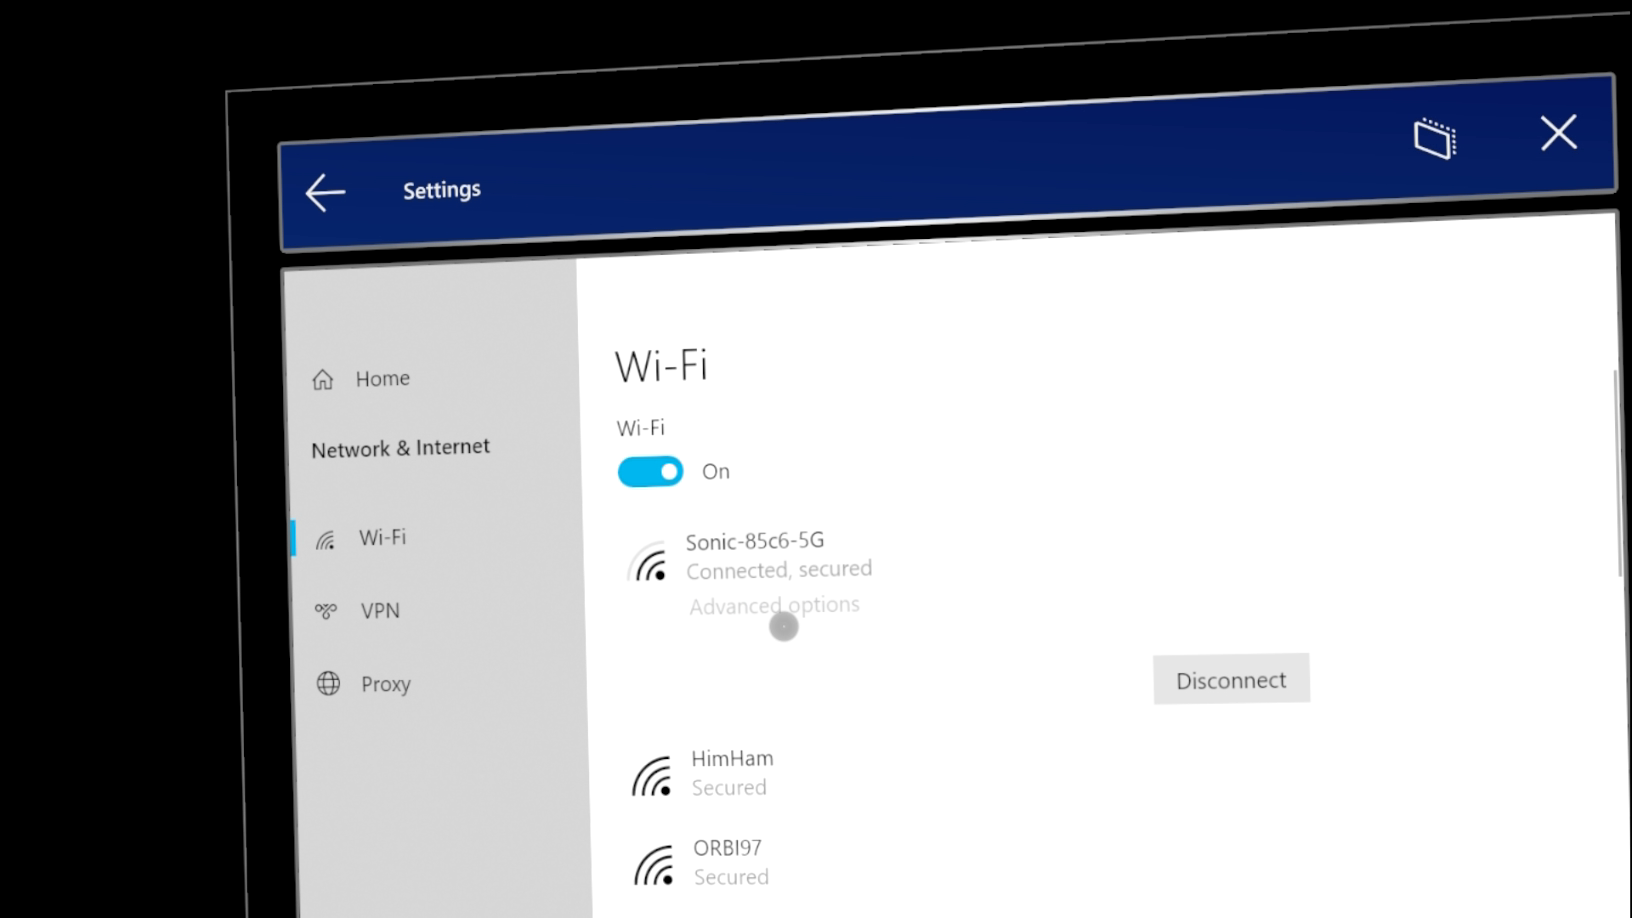 Settings
Home
Network & Internet
Wi-Fi
VPN
Proxy
Wi-Fi
Wi-Fi
On
Sonic-85c6-5G
Connected, secured
Advanced options
Disconnect
HimHam
Secured
ORBI97
Secured